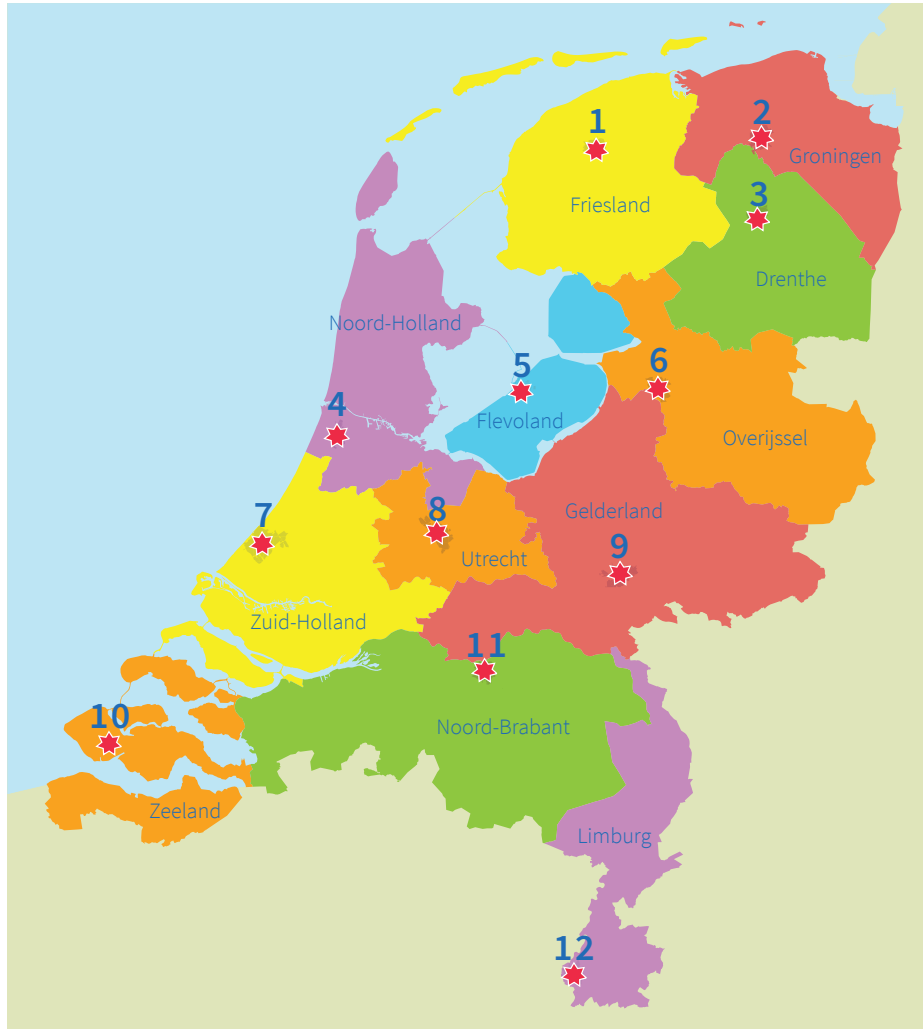 1
2
Groningen
3
Friesland
Drenthe
Noord-Holland
5
6
4
Flevoland
Overijssel
7
8
Gelderland
9
Utrecht
Zuid-Holland
11
10
Noord-Brabant
Zeeland
Limburg
12